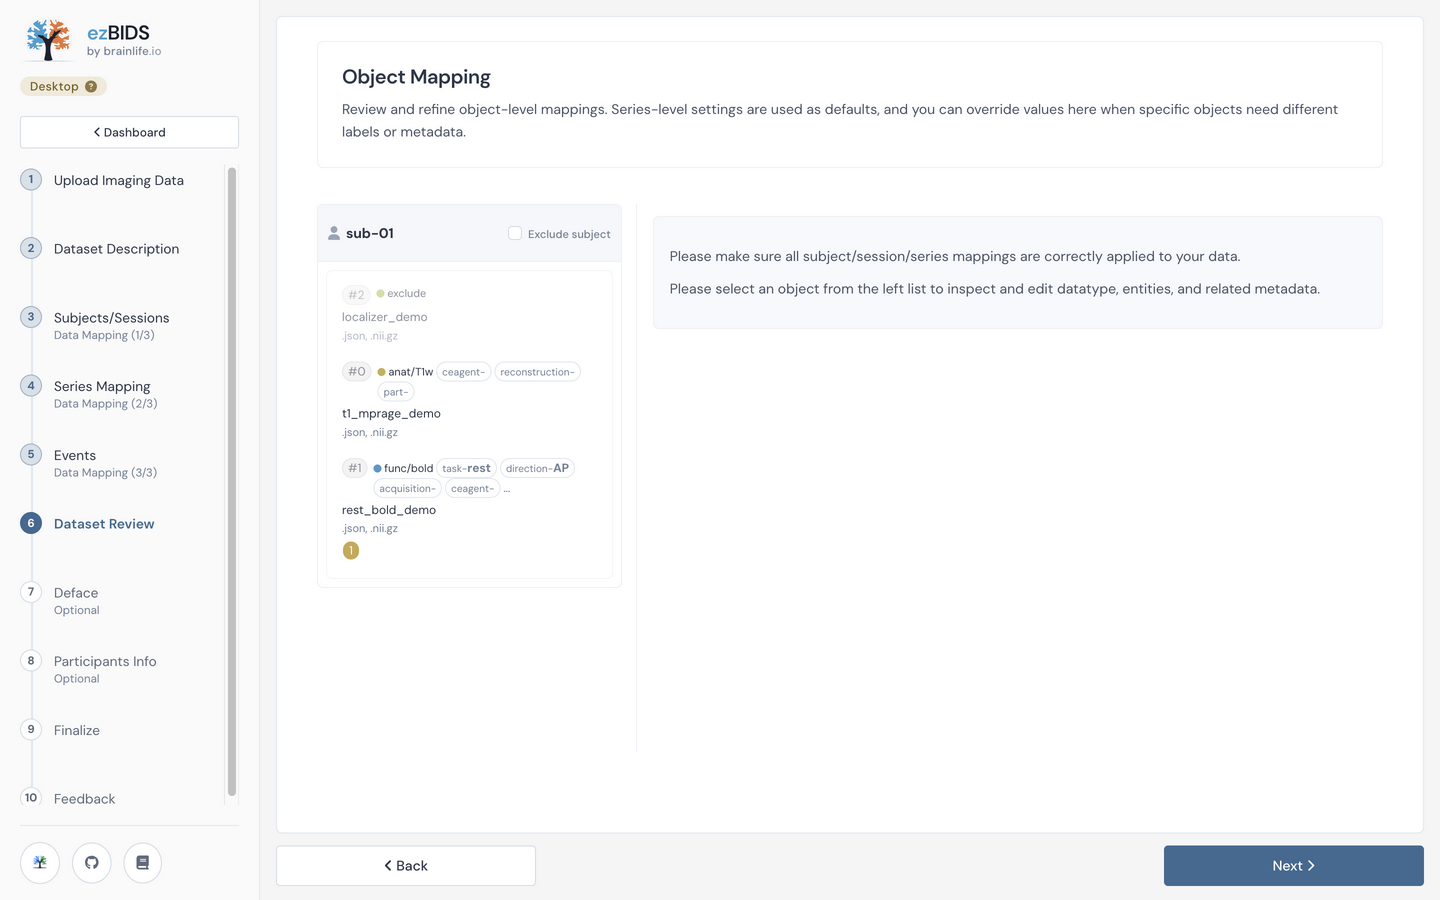 ezBIDS
by brainlife.io
Desktop ?
Dashboard
1 Upload Imaging Data
2 Dataset Description
3 Subjects/Sessions
Data Mapping (1/3)
4 Series Mapping
Data Mapping (2/3)
5 Events
Data Mapping (3/3)
6 Dataset Review
7 Deface
Optional
8 Participants Info
Optional
9 Finalize
10 Feedback
Object Mapping
Review and refine object-level mappings. Series-level settings are used as defaults, and you can override values here when specific objects need different
labels or metadata.
sub-01 Exclude subject
#2 exclude
localizer_demo
.json, .nii.gz
#0 anat/T1w ceagent- reconstruction-
part-
t1_mprage_demo
.json, .nii.gz
#1 func/bold task-rest direction-AP
acquisition- ceagent- ...
rest_bold_demo
.json, .nii.gz
1
Please make sure all subject/session/series mappings are correctly applied to your data.
Please select an object from the left list to inspect and edit datatype, entities, and related metadata.
Back
Next